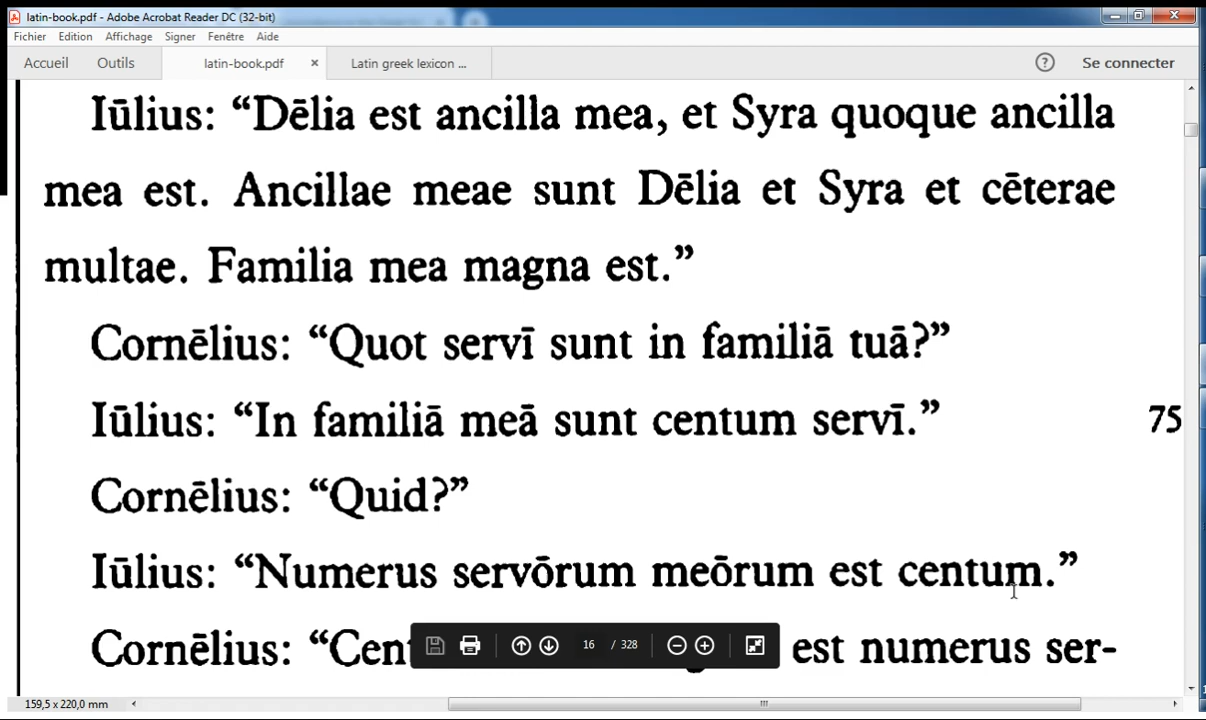 latin-book.pdf - Adobe Acrobat Reader DC (32-bit)
Fichier Edition Affichage Signer Fenêtre Aide
Accueil Outils latin-book.pdf × Latin greek lexicon ... ? Se connecter
Iūlius: “Dēlia est ancilla mea, et Syra quoque ancilla
mea est. Ancillae meae sunt Dēlia et Syra et cēterae
multae. Familia mea magna est.”
Cornēlius: “Quot servī sunt in familiā tuā?”
Iūlius: “In familiā meā sunt centum servī.” 75
Cornēlius: “Quid?”
Iūlius: “Numerus servōrum meōrum est centum.”
Cornēlius: est numerus ser-
16 / 328
159,5 x 220,0 mm